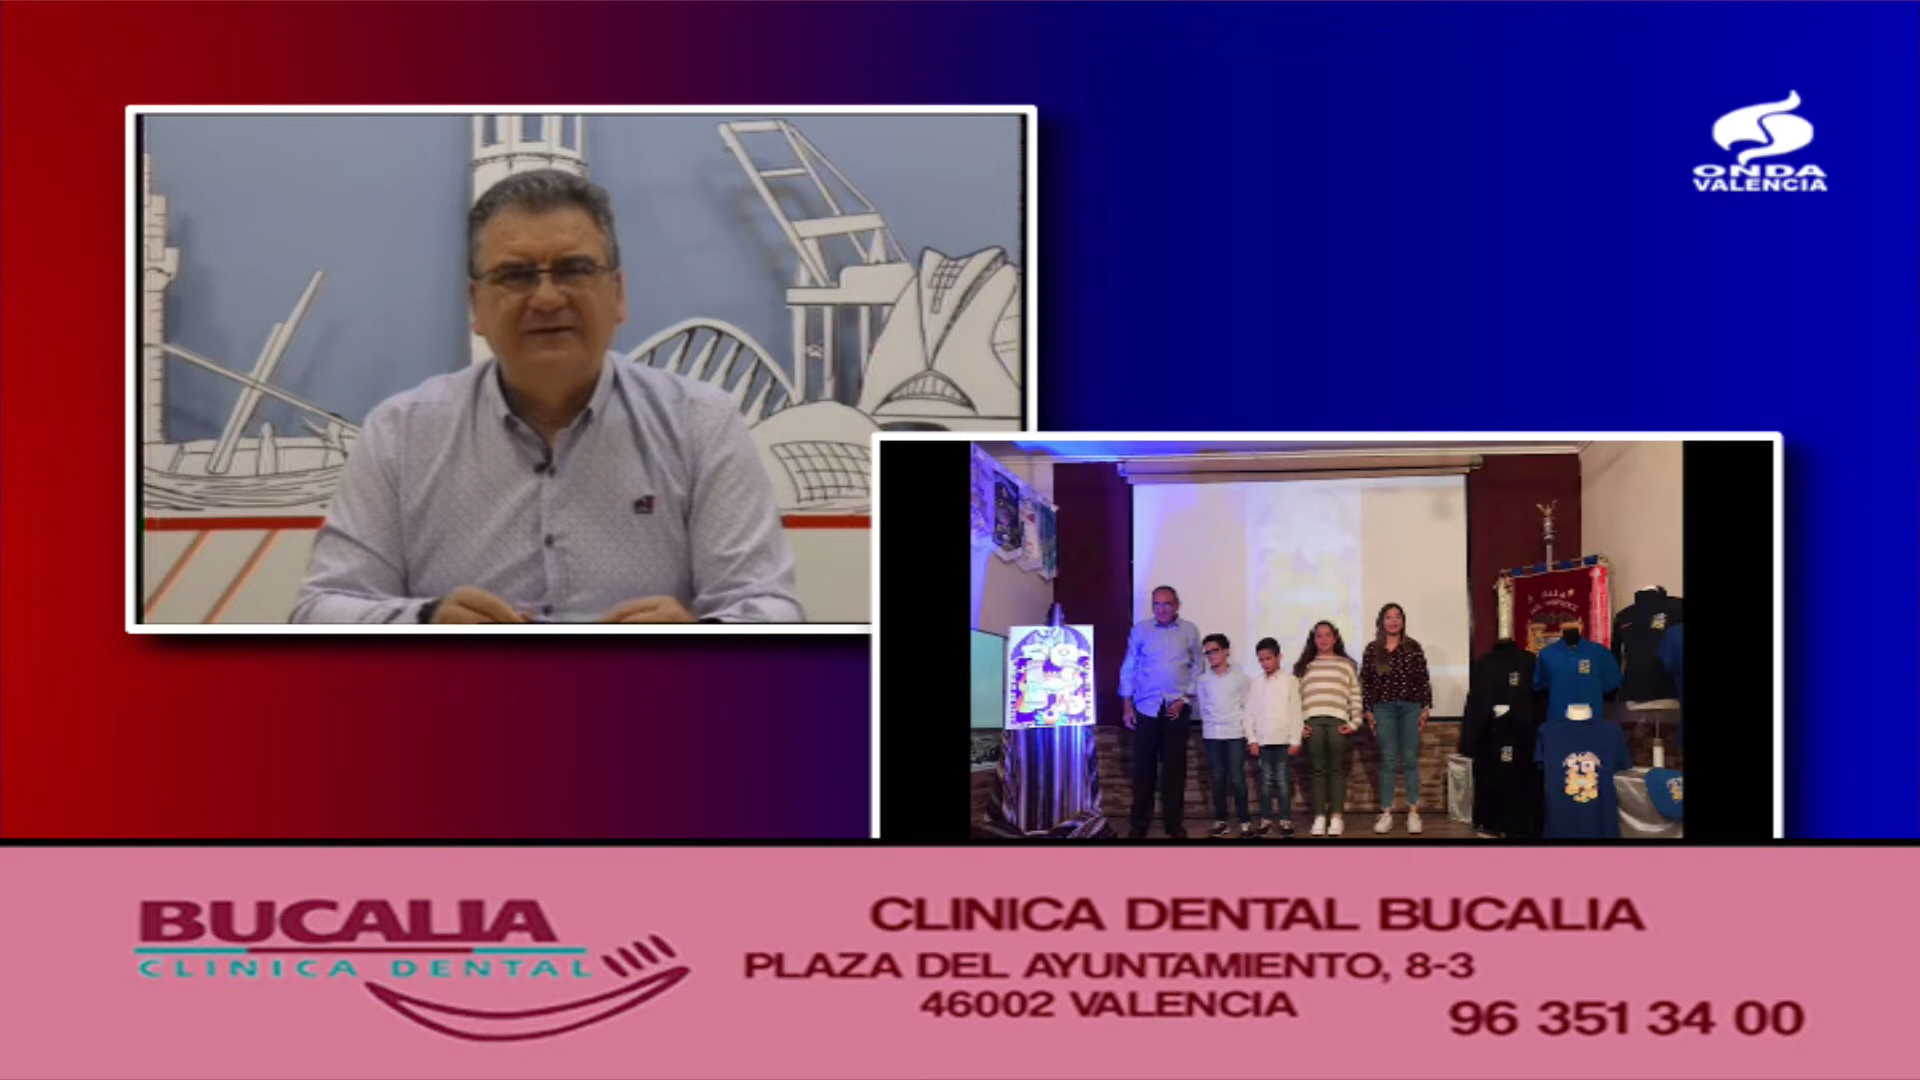 ONDA
VALENCIA
BUCALIA
CLINICA DENTAL
CLINICA DENTAL BUCALIA
PLAZA DEL AYUNTAMIENTO, 8-3
46002 VALENCIA
96 351 34 00